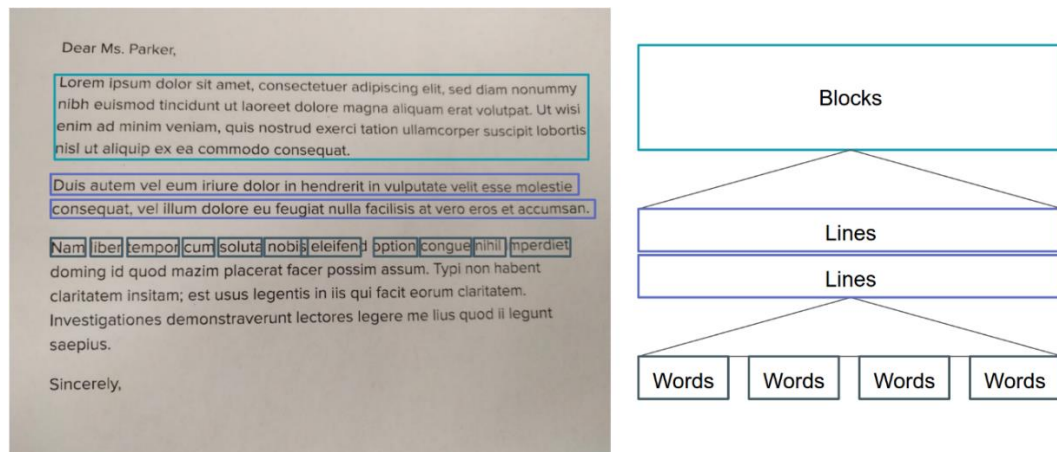 Dear Ms. Parker,
Lorem ipsum dolor sit amet, consectetuer adipiscing elit, sed diam nonummy
nibh euismod tincidunt ut laoreet dolore magna aliquam erat volutpat. Ut wisi
enim ad minim veniam, quis nostrud exerci tation ullamcorper suscipit lobortis
nisl ut aliquip ex ea commodo consequat.
Duis autem vel eum iriure dolor in hendrerit in vulputate velit esse molestie
consequat, vel illum dolore eu feugiat nulla facilisis at vero eros et accumsan.
Nam liber tempor cum soluta nobis eleifend option congue nihil imperdiet
doming id quod mazim placerat facer possim assum. Typi non habent
claritatem insitam; est usus legentis in iis qui facit eorum claritatem.
Investigationes demonstraverunt lectores legere me lius quod ii legunt
saepius.
Sincerely,
Blocks
Lines
Lines
Words Words Words Words